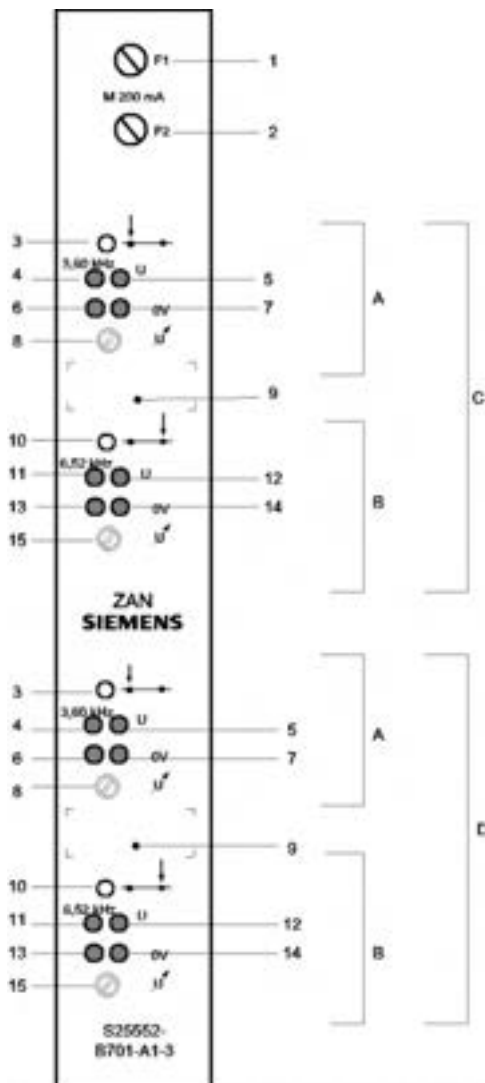 F1 1
M 200 mA
F2 2
3
3,60 kHz U
4 5
6 0V 7
A
8 U
9
C
10
6,52 kHz U
11 12
13 0V 14
B
15 U
ZAN
SIEMENS
3
3,60 kHz U
4 5
6 0V 7
A
8 U
9
D
10
6,52 kHz U
11 12
13 0V 14
B
15 U
S25552-
B701-A1-3